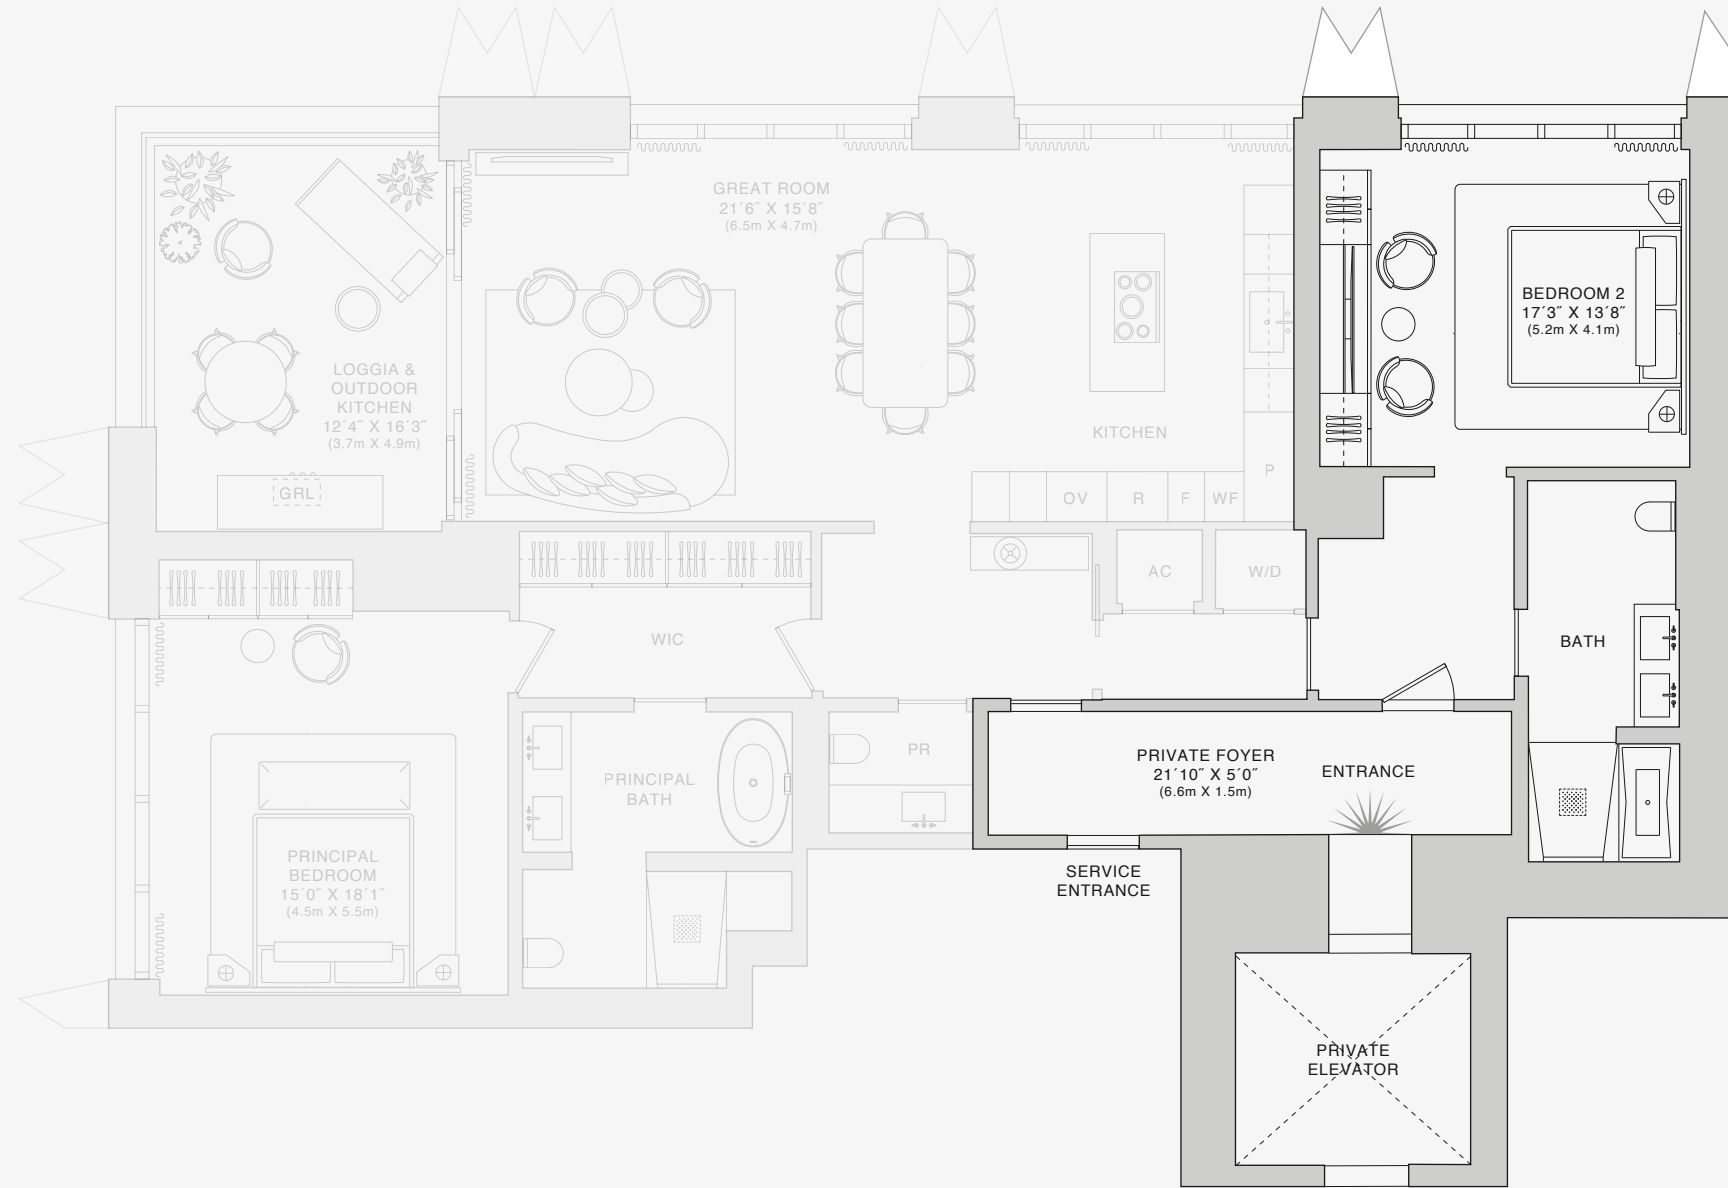 GREAT ROOM
21´6˝ X 15´8˝
(6.5m X 4.7m)
BEDROOM 2
17´3˝ X 13´8˝
(5.2m X 4.1m)
LOGGIA &
OUTDOOR
KITCHEN
12´4˝ X 16´3˝
(3.7m X 4.9m)
KITCHEN
GRL
OV
R
F
WF
P
AC
W/D
WIC
BATH
PR
PRINCIPAL
BATH
PRIVATE FOYER
21´10˝ X 5´0˝
(6.6m X 1.5m)
ENTRANCE
PRINCIPAL
BEDROOM
15´0˝ X 18´1˝
(4.5m X 5.5m)
SERVICE
ENTRANCE
PRIVATE
ELEVATOR